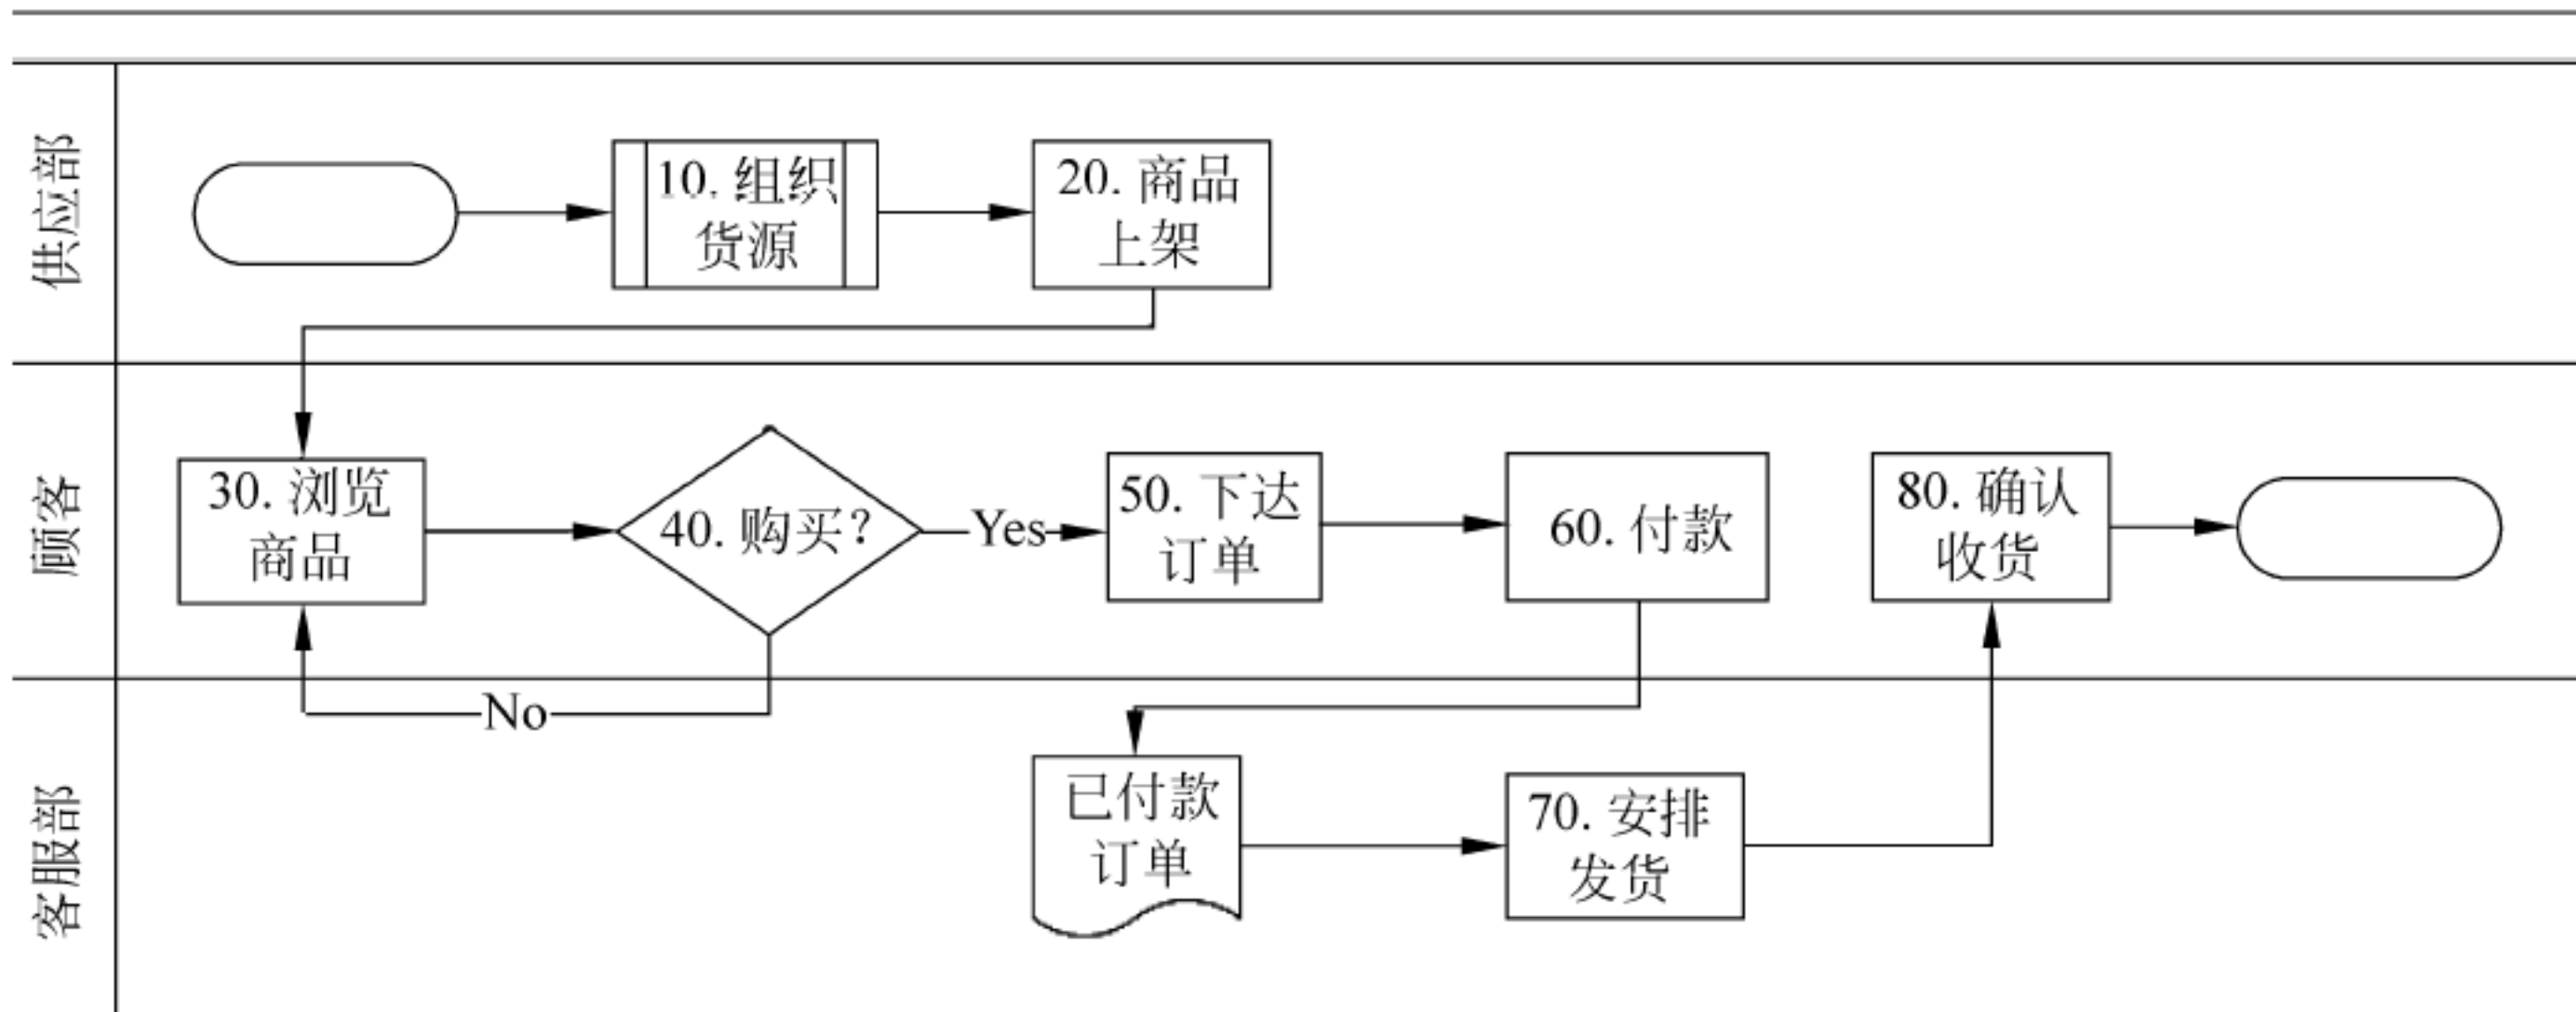 供应部
10. 组织
货源
20. 商品
上架
顾客
30. 浏览
商品
40. 购买?
Yes
50. 下达
订单
60. 付款
80. 确认
收货
No
客服部
已付款
订单
70. 安排
发货